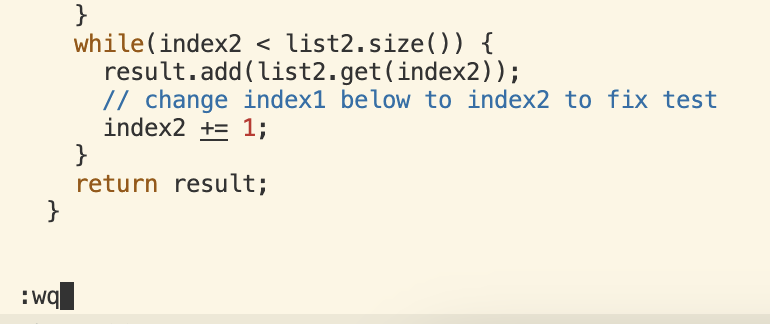 }
while(index2 < list2.size()) {
result.add(list2.get(index2));
// change index1 below to index2 to fix test
index2 += 1;
}
return result;
}
:wq